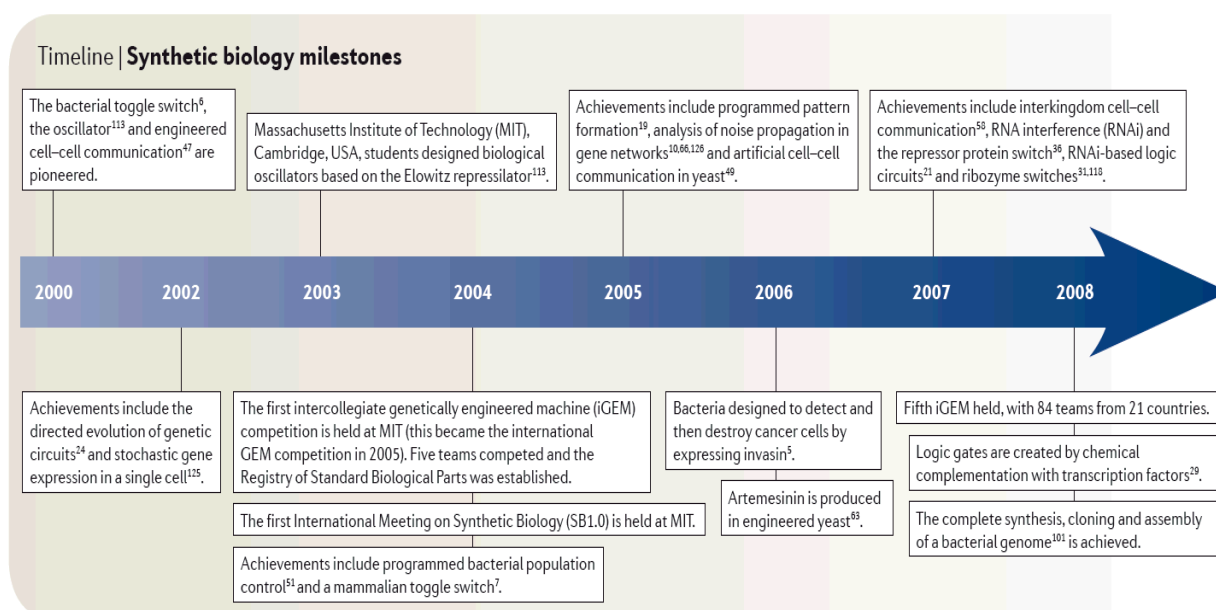 Timeline | Synthetic biology milestones
The bacterial toggle switch⁶,
the oscillator¹¹³ and engineered
cell–cell communication⁴⁷ are
pioneered.
Massachusetts Institute of Technology (MIT),
Cambridge, USA, students designed biological
oscillators based on the Elowitz repressilator¹¹³.
Achievements include programmed pattern
formation¹⁹, analysis of noise propagation in
gene networks¹⁰,⁶⁶,¹²⁶ and artificial cell–cell
communication in yeast⁴⁹.
Achievements include interkingdom cell–cell
communication⁵⁸, RNA interference (RNAi) and
the repressor protein switch³⁶, RNAi-based logic
circuits²¹ and ribozyme switches³¹,¹¹⁸.
2000 2002 2003 2004 2005 2006 2007 2008
Achievements include the
directed evolution of genetic
circuits²⁴ and stochastic gene
expression in a single cell¹²⁵.
The first intercollegiate genetically engineered machine (iGEM)
competition is held at MIT (this became the international
GEM competition in 2005). Five teams competed and the
Registry of Standard Biological Parts was established.
The first International Meeting on Synthetic Biology (SB1.0) is held at MIT.
Achievements include programmed bacterial population
control⁵¹ and a mammalian toggle switch⁷.
Bacteria designed to detect and
then destroy cancer cells by
expressing invasin⁵.
Artemesinin is produced
in engineered yeast⁶³.
Fifth iGEM held, with 84 teams from 21 countries.
Logic gates are created by chemical
complementation with transcription factors²⁹.
The complete synthesis, cloning and assembly
of a bacterial genome¹⁰¹ is achieved.